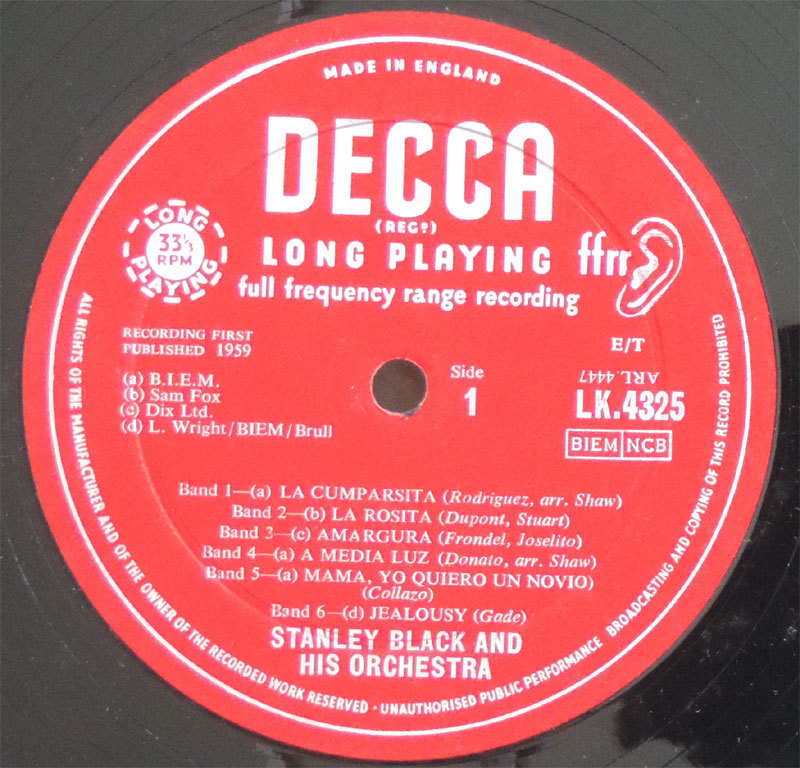 MADE IN ENGLAND
DECCA
(REGᴰ)
LONG PLAYING
full frequency range recording
ffrr
LONG
33⅓
RPM
PLAYING
RECORDING FIRST
PUBLISHED 1959
(a) B.I.E.M.
(b) Sam Fox
(c) Dix Ltd.
(d) L. Wright/BIEM/Brull
Side
1
E/T
ARL.4447
LK.4325
BIEM NCB
Band 1—(a) LA CUMPARSITA (Rodriguez, arr. Shaw)
Band 2—(b) LA ROSITA (Dupont, Stuart)
Band 3—(c) AMARGURA (Frondel, Joselito)
Band 4—(a) A MEDIA LUZ (Donato, arr. Shaw)
Band 5—(a) MAMA, YO QUIERO UN NOVIO)
(Collazo)
Band 6—(d) JEALOUSY (Gade)
STANLEY BLACK AND
HIS ORCHESTRA
ALL RIGHTS OF THE MANUFACTURER AND OF THE OWNER OF THE RECORDED WORK RESERVED · UNAUTHORISED PUBLIC PERFORMANCE BROADCASTING AND COPYING OF THIS RECORD PROHIBITED